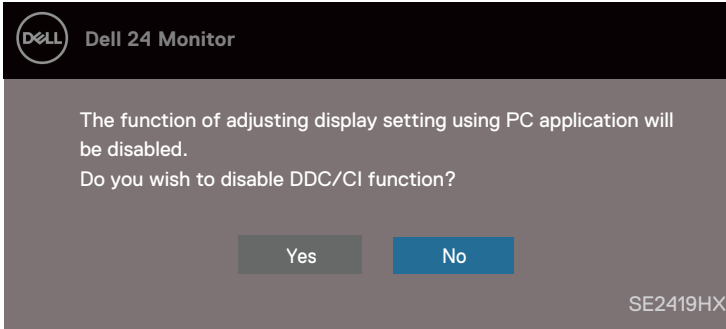 DELL
Dell 24 Monitor
The function of adjusting display setting using PC application will
be disabled.
Do you wish to disable DDC/CI function?
Yes
No
SE2419HX